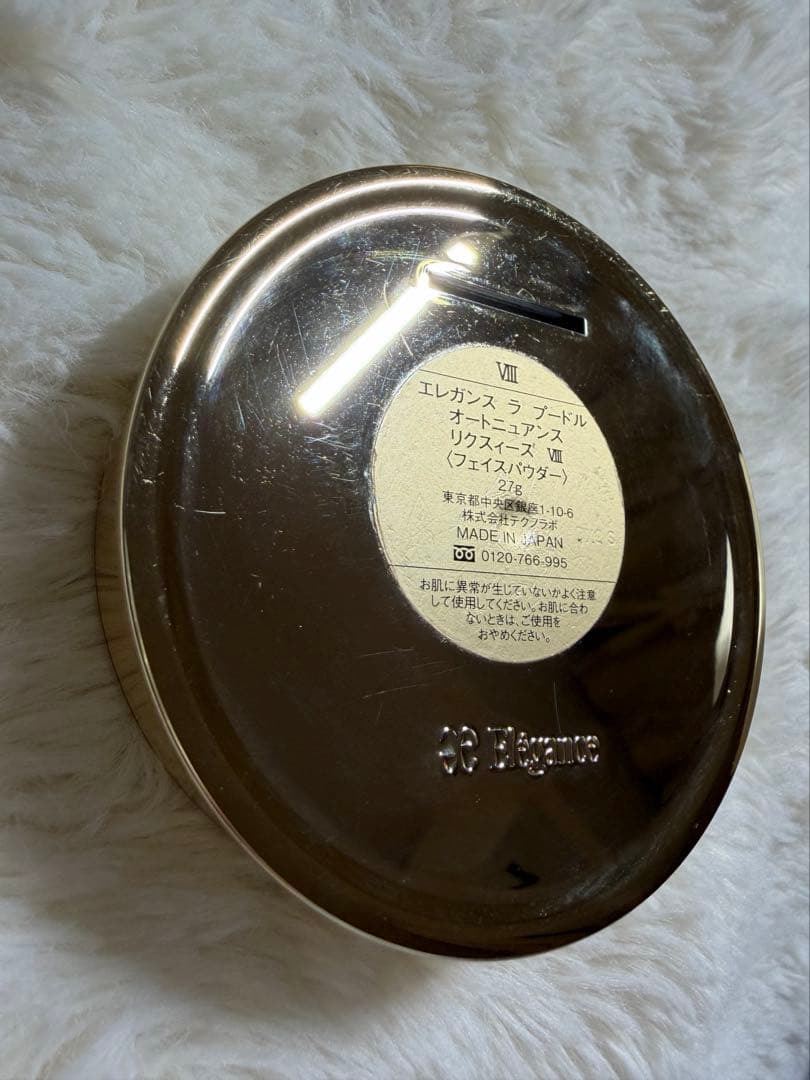 Ⅷ
エレガンス ラ プードル
オートニュアンス
リクスィーズ Ⅷ
〈フェイスパウダー〉
27g
東京都中央区銀座1-10-6
株式会社テクノラボ
MADE IN JAPAN
0120-766-995
お肌に異常が生じていないかよく注意
して使用してください。お肌に合わ
ないときは、ご使用を
おやめください。
Elégance